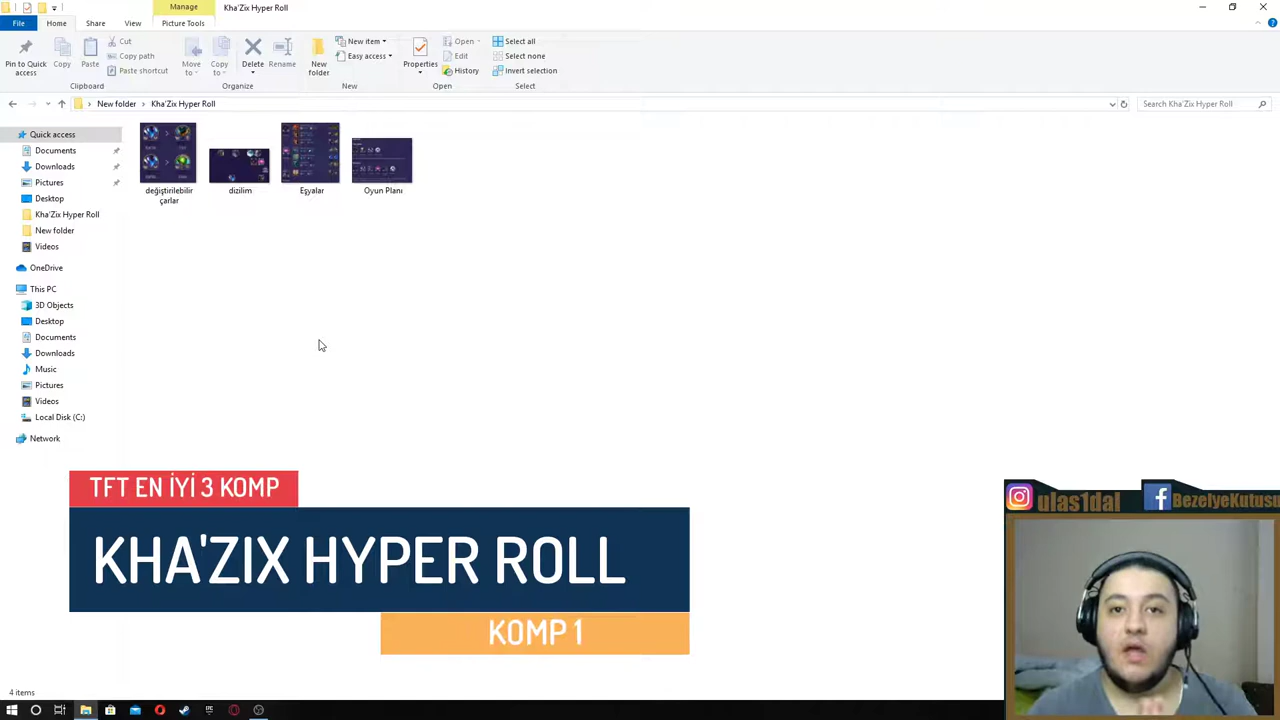 Manage
Kha'Zix Hyper Roll
File
Home
Share
View
Picture Tools
Pin to Quick access
Copy
Paste
Cut
Copy path
Paste shortcut
Clipboard
Move to
Copy to
Delete
Rename
Organize
New folder
New item
Easy access
New
Properties
Open
Edit
History
Open
Select all
Select none
Invert selection
Select
New folder
Kha'Zix Hyper Roll
Search Kha'Zix Hyper Roll
Quick access
Documents
Downloads
Pictures
Desktop
Kha'Zix Hyper Roll
New folder
Videos
OneDrive
This PC
3D Objects
Desktop
Documents
Downloads
Music
Pictures
Videos
Local Disk (C:)
Network
değiştirilebilir
çarlar
dizilim
Eşyalar
Oyun Planı
TFT EN İYİ 3 KOMP
KHA'ZIX HYPER ROLL
KOMP 1
ulas1dal
BezelyeKutusu
4 items